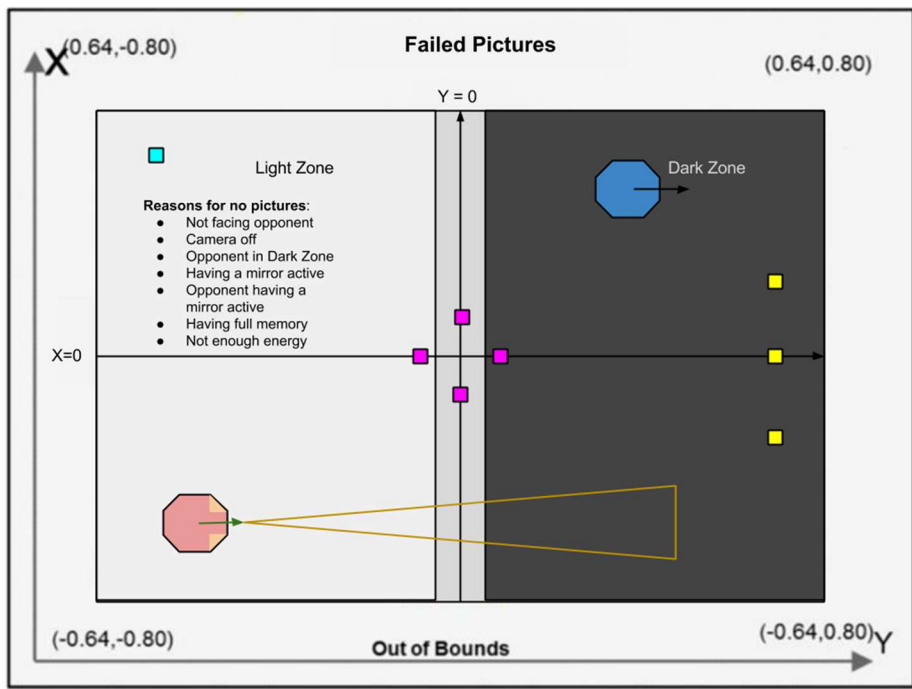 Failed Pictures
X
(0.64,-0.80)
(0.64,0.80)
Y = 0
Light Zone
Dark Zone
Reasons for no pictures:
● Not facing opponent
● Camera off
● Opponent in Dark Zone
● Having a mirror active
● Opponent having a
mirror active
● Having full memory
● Not enough energy
X=0
(-0.64,-0.80)
Out of Bounds
(-0.64,0.80)
Y